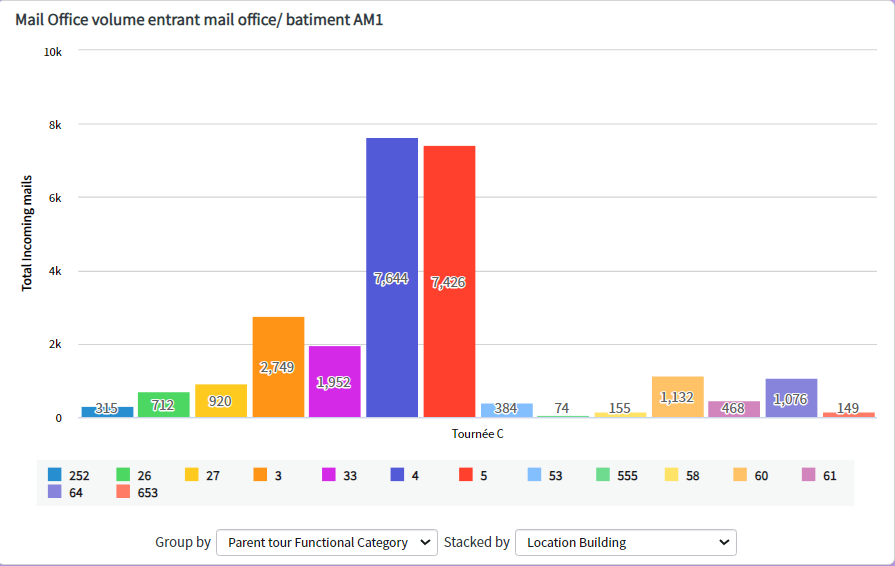 Mail Office volume entrant mail office/ batiment AM1
10k
8k
6k
4k
2k
0
Total Incoming mails
315
712
920
2,749
1,952
7,644
7,426
384
74
155
1,132
468
1,076
149
Tournée C
252 26 27 3 33 4 5 53 555 58 60 61
64 653
Group by Parent tour Functional Category Stacked by Location Building